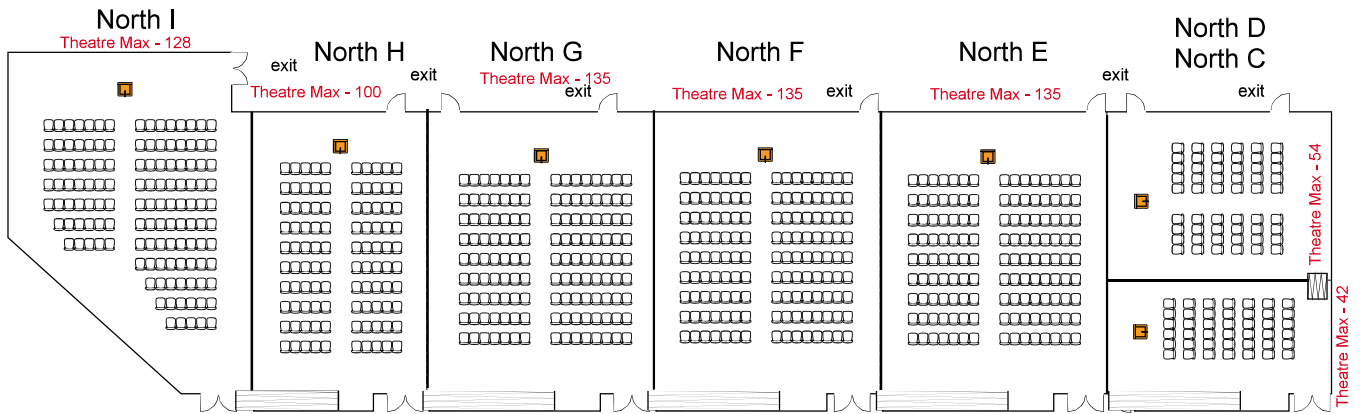 North I
Theatre Max - 128
exit
North H
Theatre Max - 100
exit
North G
Theatre Max - 135
exit
North F
Theatre Max - 135
exit
North E
Theatre Max - 135
exit
North D
North C
exit
Theatre Max - 54
Theatre Max - 42